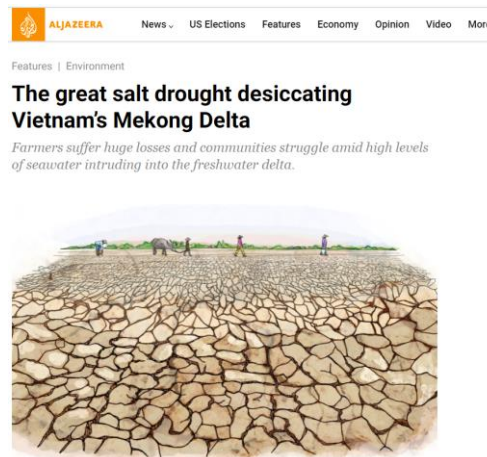 ALJAZEERA
News
US Elections
Features
Economy
Opinion
Video
More
Features | Environment
The great salt drought desiccating
Vietnam's Mekong Delta
Farmers suffer huge losses and communities struggle amid high levels
of seawater intruding into the freshwater delta.